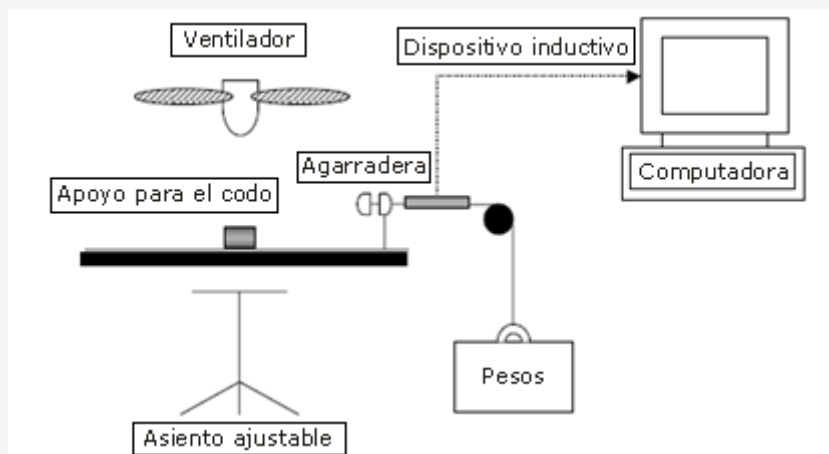 Ventilador
Dispositivo inductivo
Agarradera
Computadora
Apoyo para el codo
Pesos
Asiento ajustable